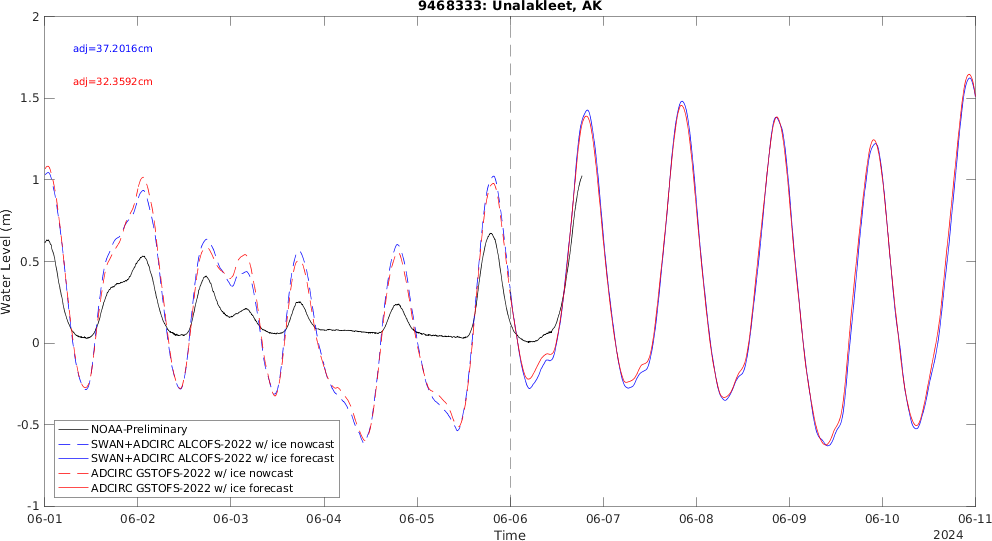 9468333: Unalakleet, AK
2
adj=37.2016cm
adj=32.3592cm
1.5
1
0.5
0
-0.5
-1
Water Level (m)
NOAA-Preliminary
SWAN+ADCIRC ALCOFS-2022 w/ ice nowcast
SWAN+ADCIRC ALCOFS-2022 w/ ice forecast
ADCIRC GSTOFS-2022 w/ ice nowcast
ADCIRC GSTOFS-2022 w/ ice forecast
06-01 06-02 06-03 06-04 06-05 06-06 06-07 06-08 06-09 06-10 06-11
Time
2024